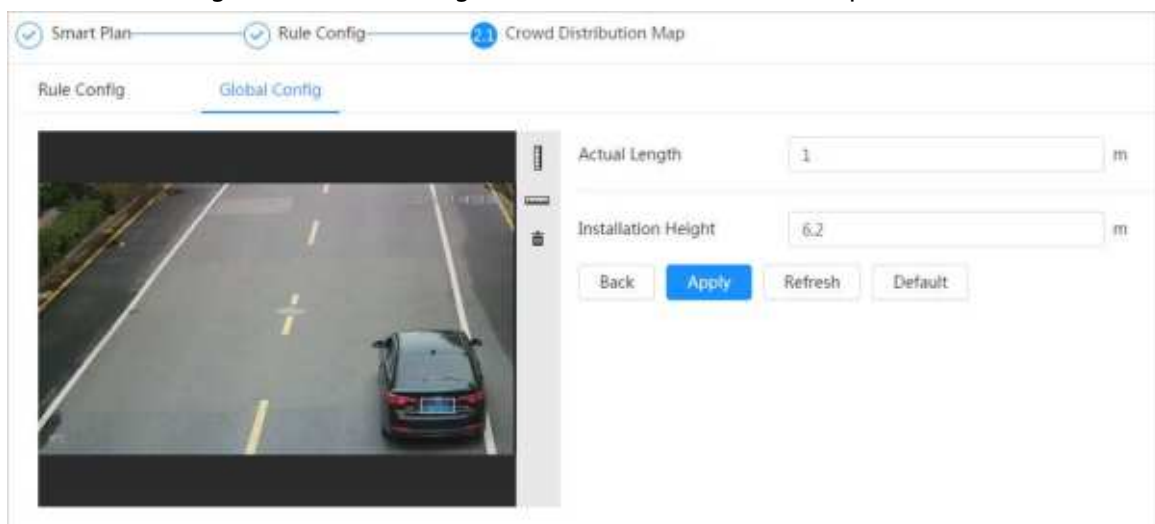 Smart Plan
Rule Config
2.1 Crowd Distribution Map
Rule Config
Global Config
Actual Length 1 m
Installation Height 6.2 m
Back Apply Refresh Default